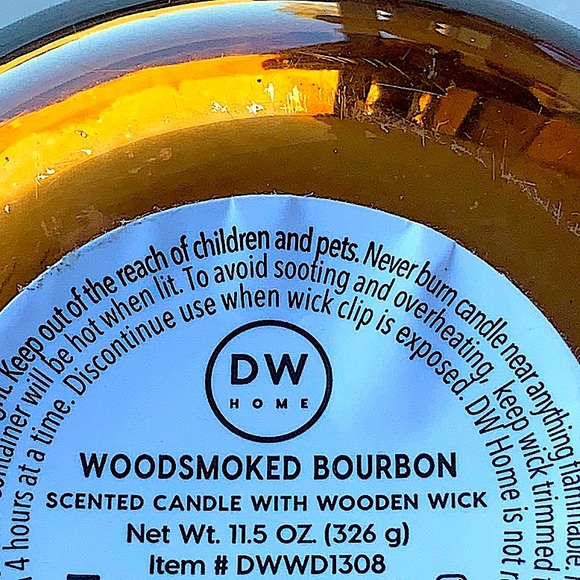 Keep out of the reach of children and pets. Never burn candle near anything flammable.
container will be hot when lit. To avoid sooting and overheating, keep wick trimmed
4 hours at a time. Discontinue use when wick clip is exposed. DW Home is not
DW
HOME
WOODSMOKED BOURBON
SCENTED CANDLE WITH WOODEN WICK
Net Wt. 11.5 OZ. (326 g)
Item # DWWD1308